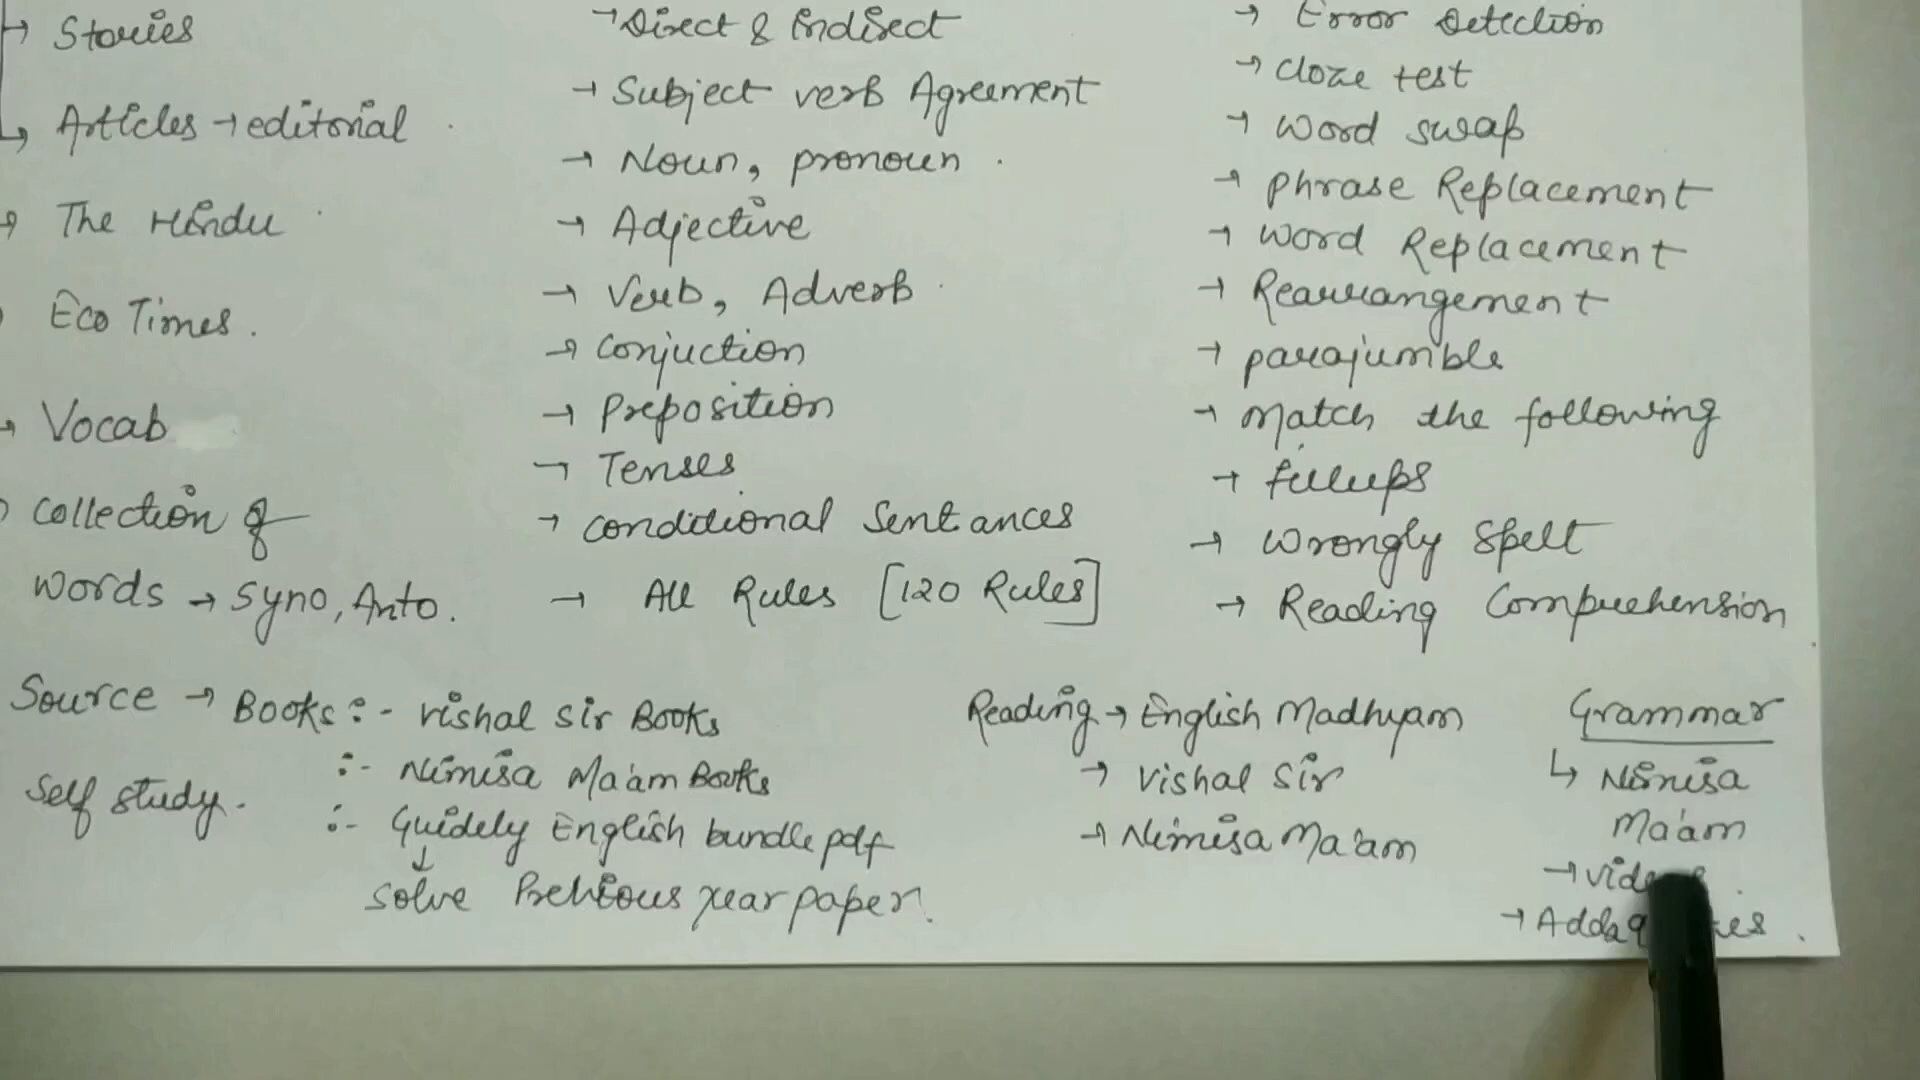 → Stories
→ Articles → editorial
→ The Hindu
Eco Times.
→ Vocab
Collection of
words → Syno, Anto.
→ Direct & indirect
→ Subject verb Agreement
→ Noun, pronoun
→ Adjective
→ Verb, Adverb
→ Conjuction
→ Preposition
→ Tenses
→ Conditional Sentances
→ All Rules [120 Rules]
→ Error Detection
→ Cloze test
→ Word swap
→ Phrase Replacement
→ Word Replacement
→ Rearrangement
→ parajumble
→ Match the following
→ fillups
→ Wrongly Spelt
→ Reading Comprehension
Source → Books :- Vishal Sir Books
:- Nimisa Ma'am Books
Self study.
:- Guidely English bundle pdf
↓
Solve Previous year paper.
Reading → English Madhyam
→ Vishal Sir
→ Nimisa Ma'am
Grammar
↳ Nimisa
Ma'am